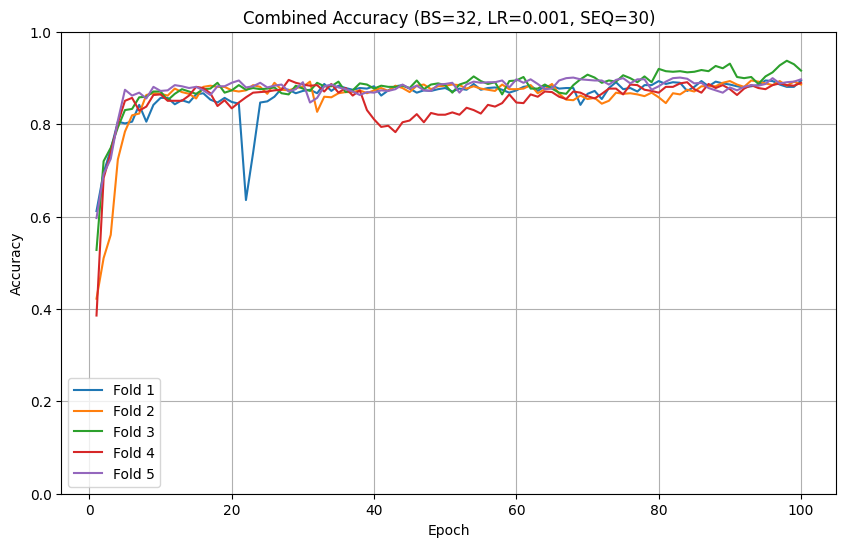 Combined Accuracy (BS=32, LR=0.001, SEQ=30)
1.0
0.8
0.6
0.4
0.2
0.0
Accuracy
Fold 1
Fold 2
Fold 3
Fold 4
Fold 5
0 20 40 60 80 100
Epoch